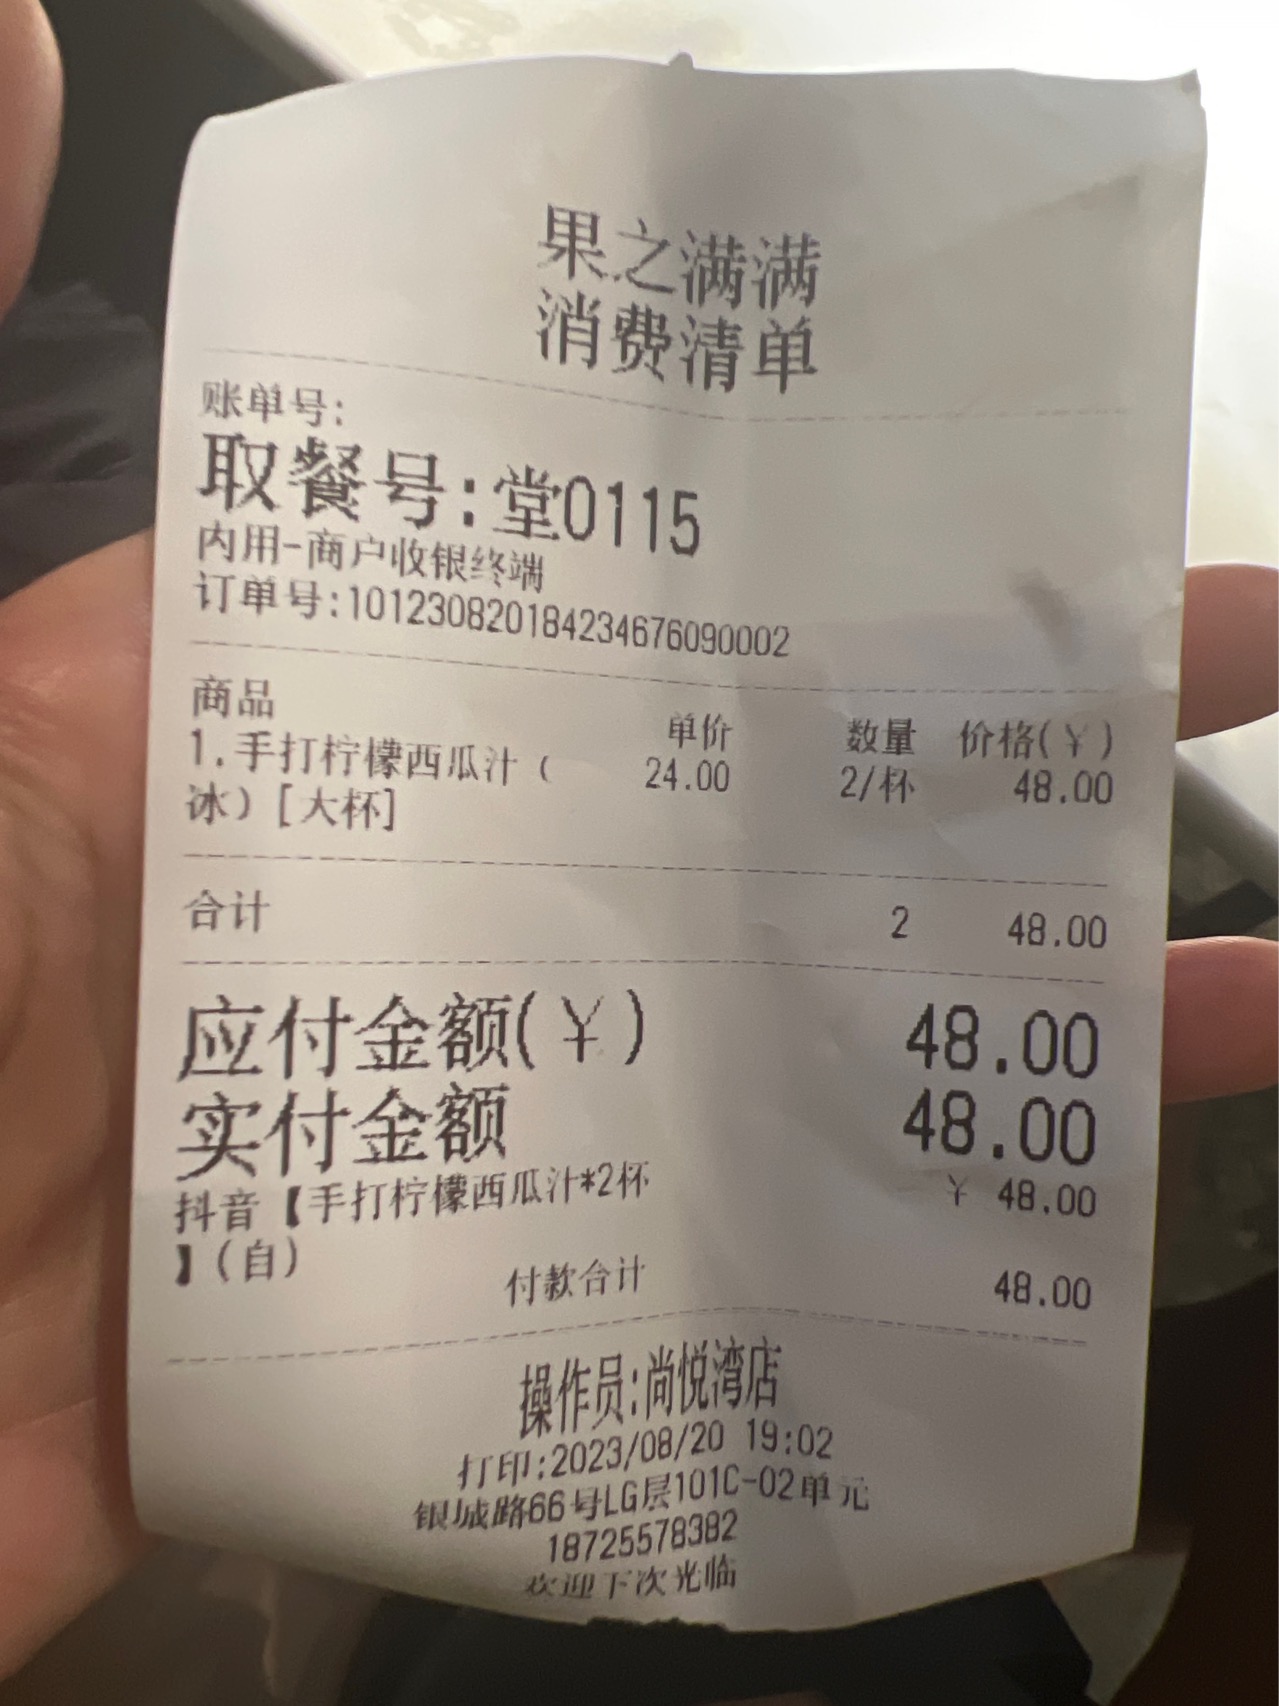 果之满满
消费清单
账单号:
取餐号:堂0115
内用-商户收银终端
订单号:101230820184234676090002
商品 单价 数量 价格(¥)
1.手打柠檬西瓜汁( 24.00 2/杯 48.00
冰)[大杯]
合计 2 48.00
应付金额(¥) 48.00
实付金额 48.00
抖音【手打柠檬西瓜汁*2杯 ¥ 48.00
】(自)
付款合计 48.00
操作员:尚悦湾店
打印:2023/08/20 19:02
银城路66号LG层101C-02单元
18725578382
欢迎下次光临